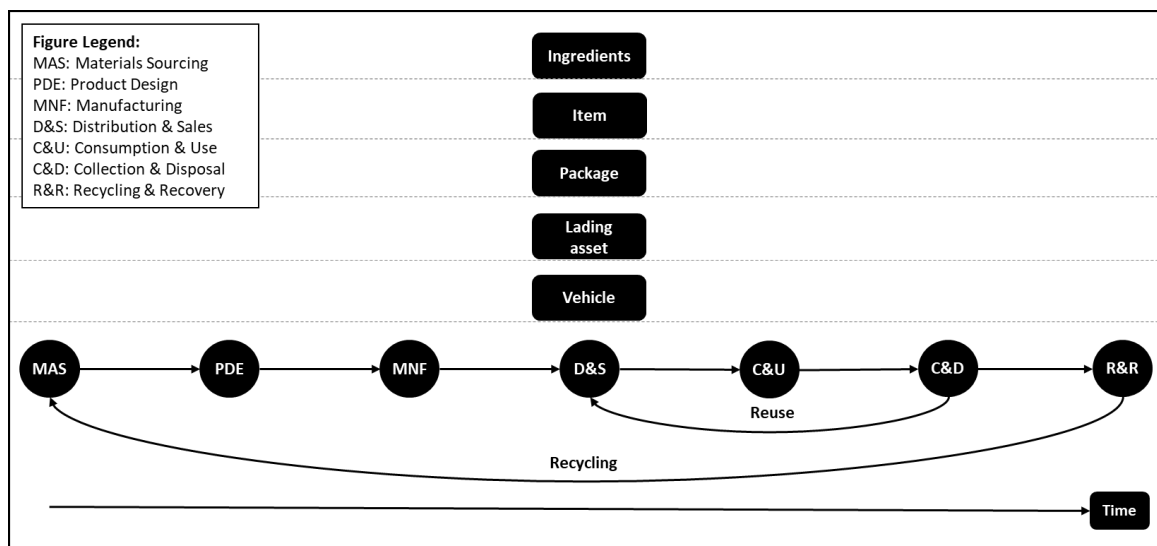 Figure Legend:
MAS: Materials Sourcing
PDE: Product Design
MNF: Manufacturing
D&S: Distribution & Sales
C&U: Consumption & Use
C&D: Collection & Disposal
R&R: Recycling & Recovery
Ingredients
Item
Package
Lading
asset
Vehicle
MAS
PDE
MNF
D&S
C&U
C&D
R&R
Reuse
Recycling
Time